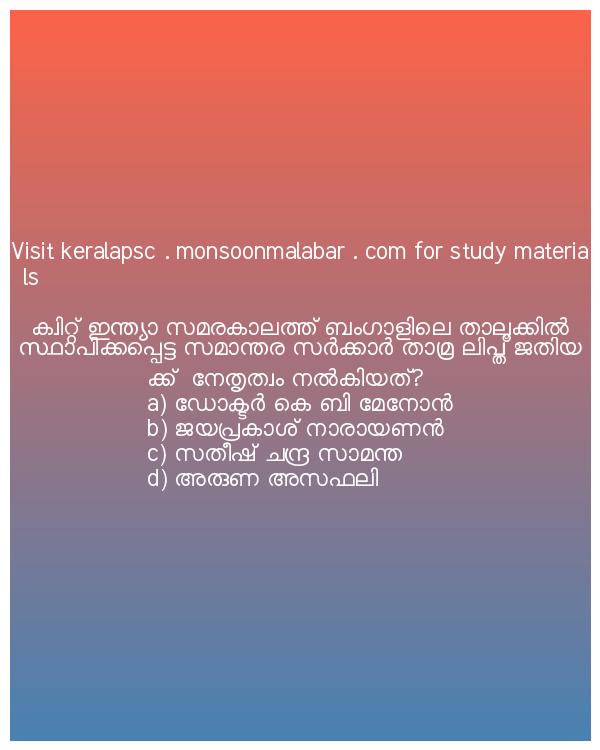 Visit keralapsc . monsoonmalabar . com for study materia
ls
ക്വിറ്റ് ഇന്ത്യാ സമരകാലത്ത് ബംഗാളിലെ താലൂക്കിൽ
സ്ഥാപിക്കപ്പെട്ട സമാന്തര സർക്കാർ താമ്ര ലിപ്ത ജതിയ
ക്ക് നേതൃത്വം നൽകിയത്?
a) ഡോക്ടർ കെ ബി മേനോൻ
b) ജയപ്രകാശ് നാരായണൻ
c) സതീഷ് ചന്ദ്ര സാമന്ത
d) അരുണ അസഫലി